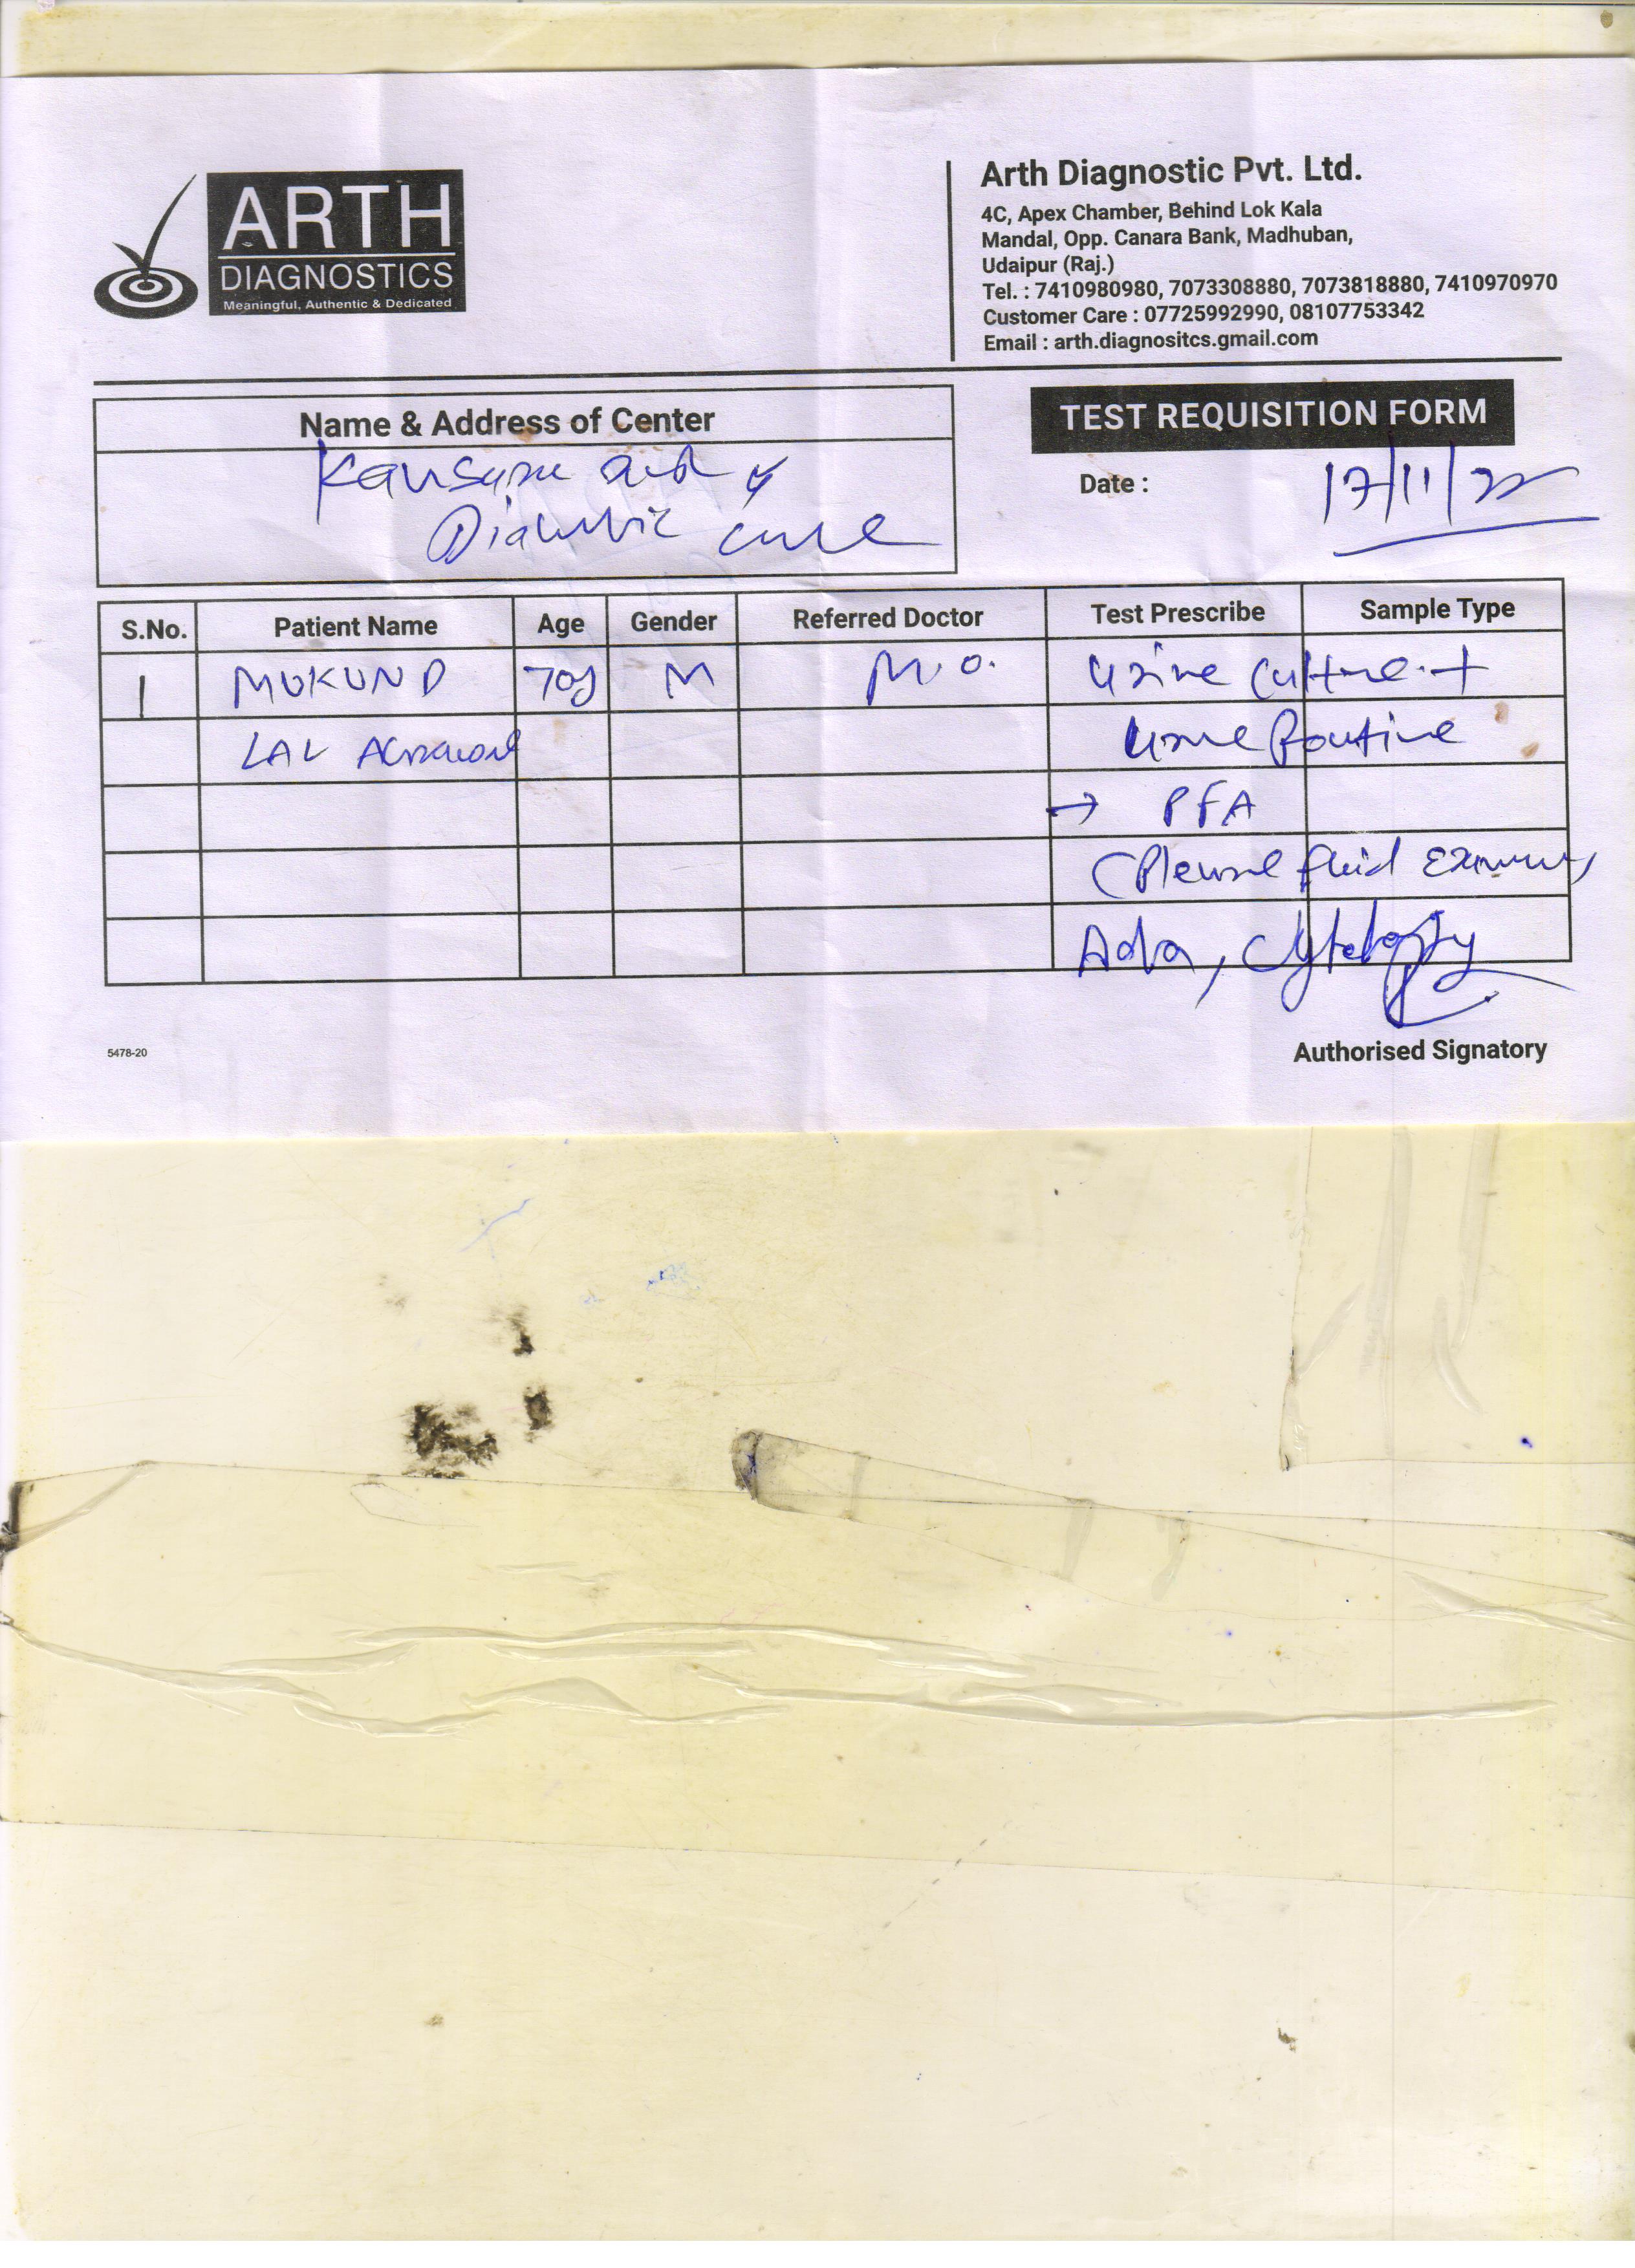 ARTH
DIAGNOSTICS
Meaningful, Authentic & Dedicated
Arth Diagnostic Pvt. Ltd.
4C, Apex Chamber, Behind Lok Kala
Mandal, Opp. Canara Bank, Madhuban,
Udaipur (Raj.)
Tel. : 7410980980, 7073308880, 7073818880, 7410970970
Customer Care : 07725992990, 08107753342
Email : arth.diagnositcs.gmail.com
Name & Address of Center
TEST REQUISITION FORM
Diabetic care
Date : 17/11/22
S.No. Patient Name Age Gender Referred Doctor Test Prescribe Sample Type
1 MUKUND 70y M M.O. Urine Culture +
LAL Urine Routine
→ PFA
(Pleural fluid
Ada, Cytology
5478-20
Authorised Signatory